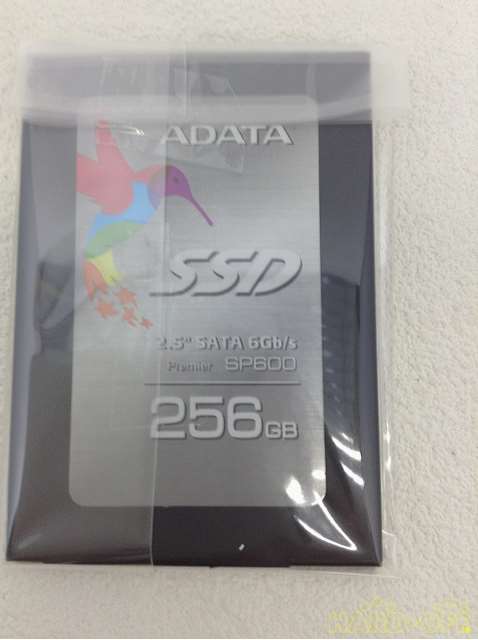 ADATA
SSD
2.5" SATA 6Gb/s
Premier SP600
256GB